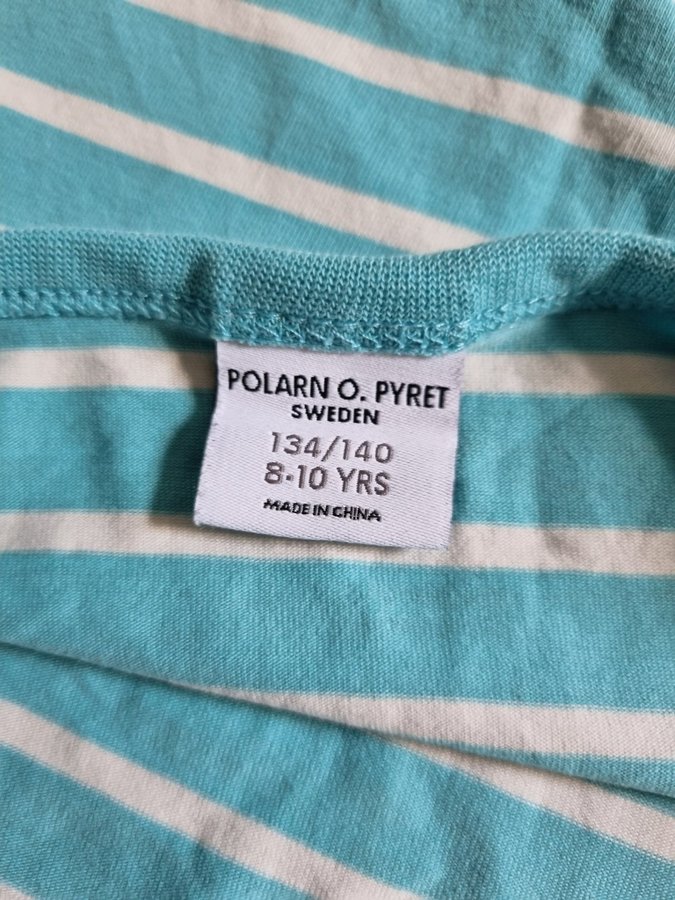 POLARN O. PYRET
SWEDEN
134/140
8-10 YRS
MADE IN CHINA